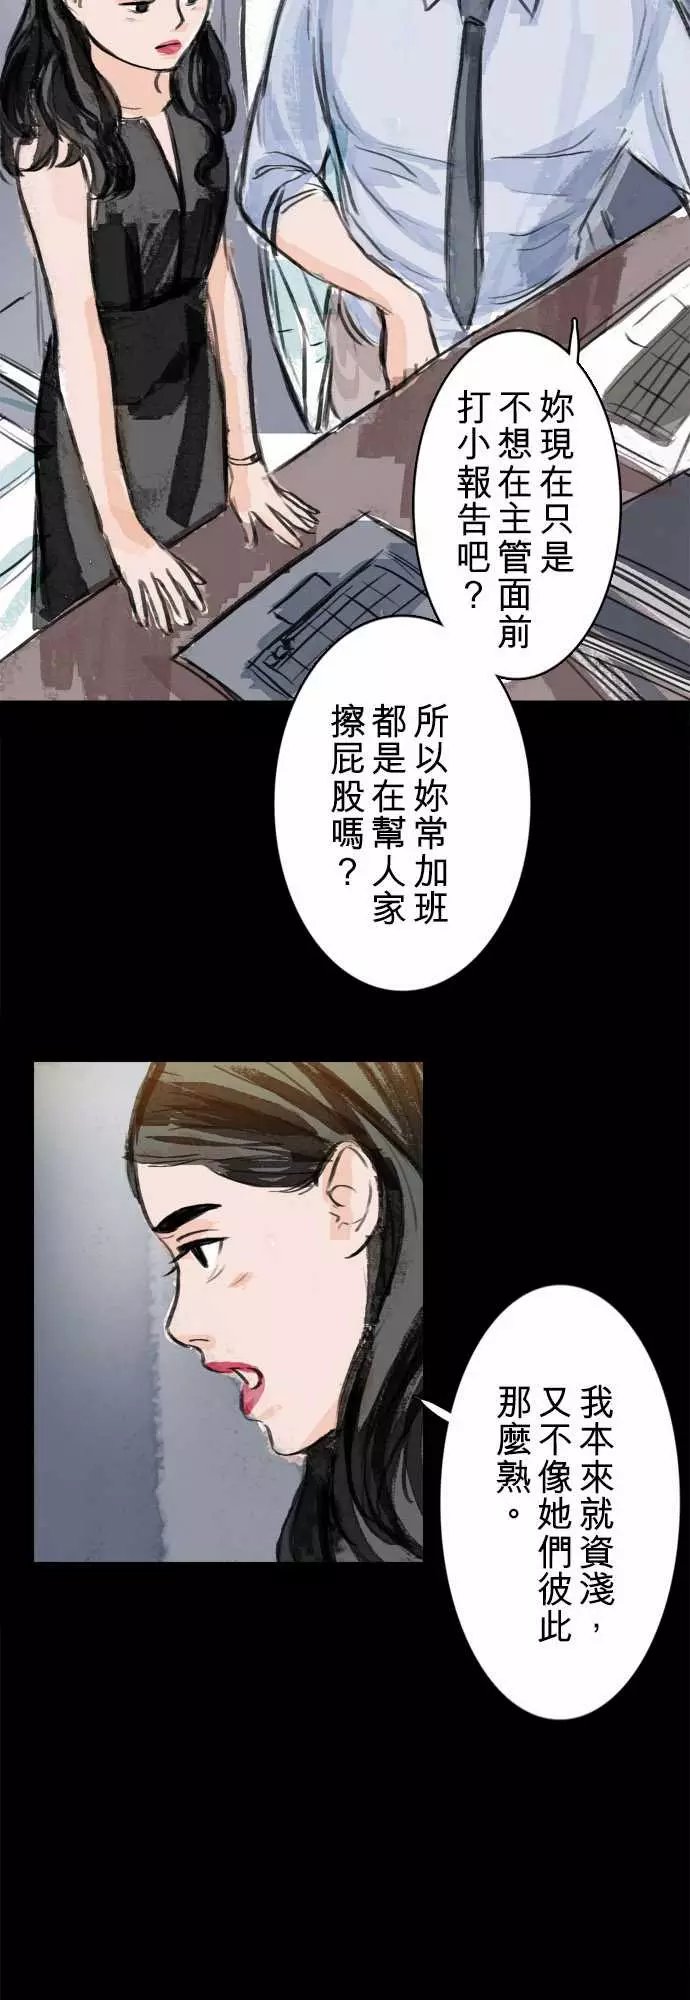 妳現在只是
不想在主管面前
打小報告吧？
所以妳常加班
都是在幫人家
擦屁股嗎？
我本來就資淺，
又不像她們彼此
那麼熟。